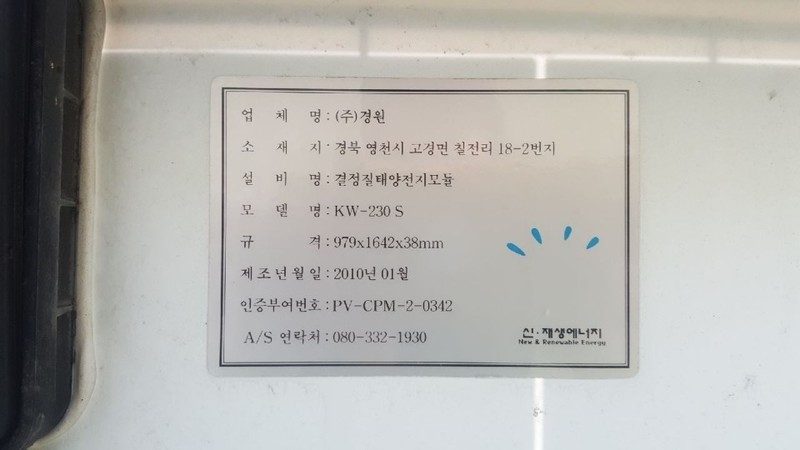 업 체 명 : (주)경원
소 재 지 : 경북 영천시 고경면 칠전리 18-2번지
설 비 명 : 결정질태양전지모듈
모 델 명 : KW-230 S
규 격 : 979x1642x38mm
제 조 년 월 일 : 2010년 01월
인증부여번호 : PV-CPM-2-0342
A/S 연락처 : 080-332-1930
신·재생에너지
New & Renewable Energy